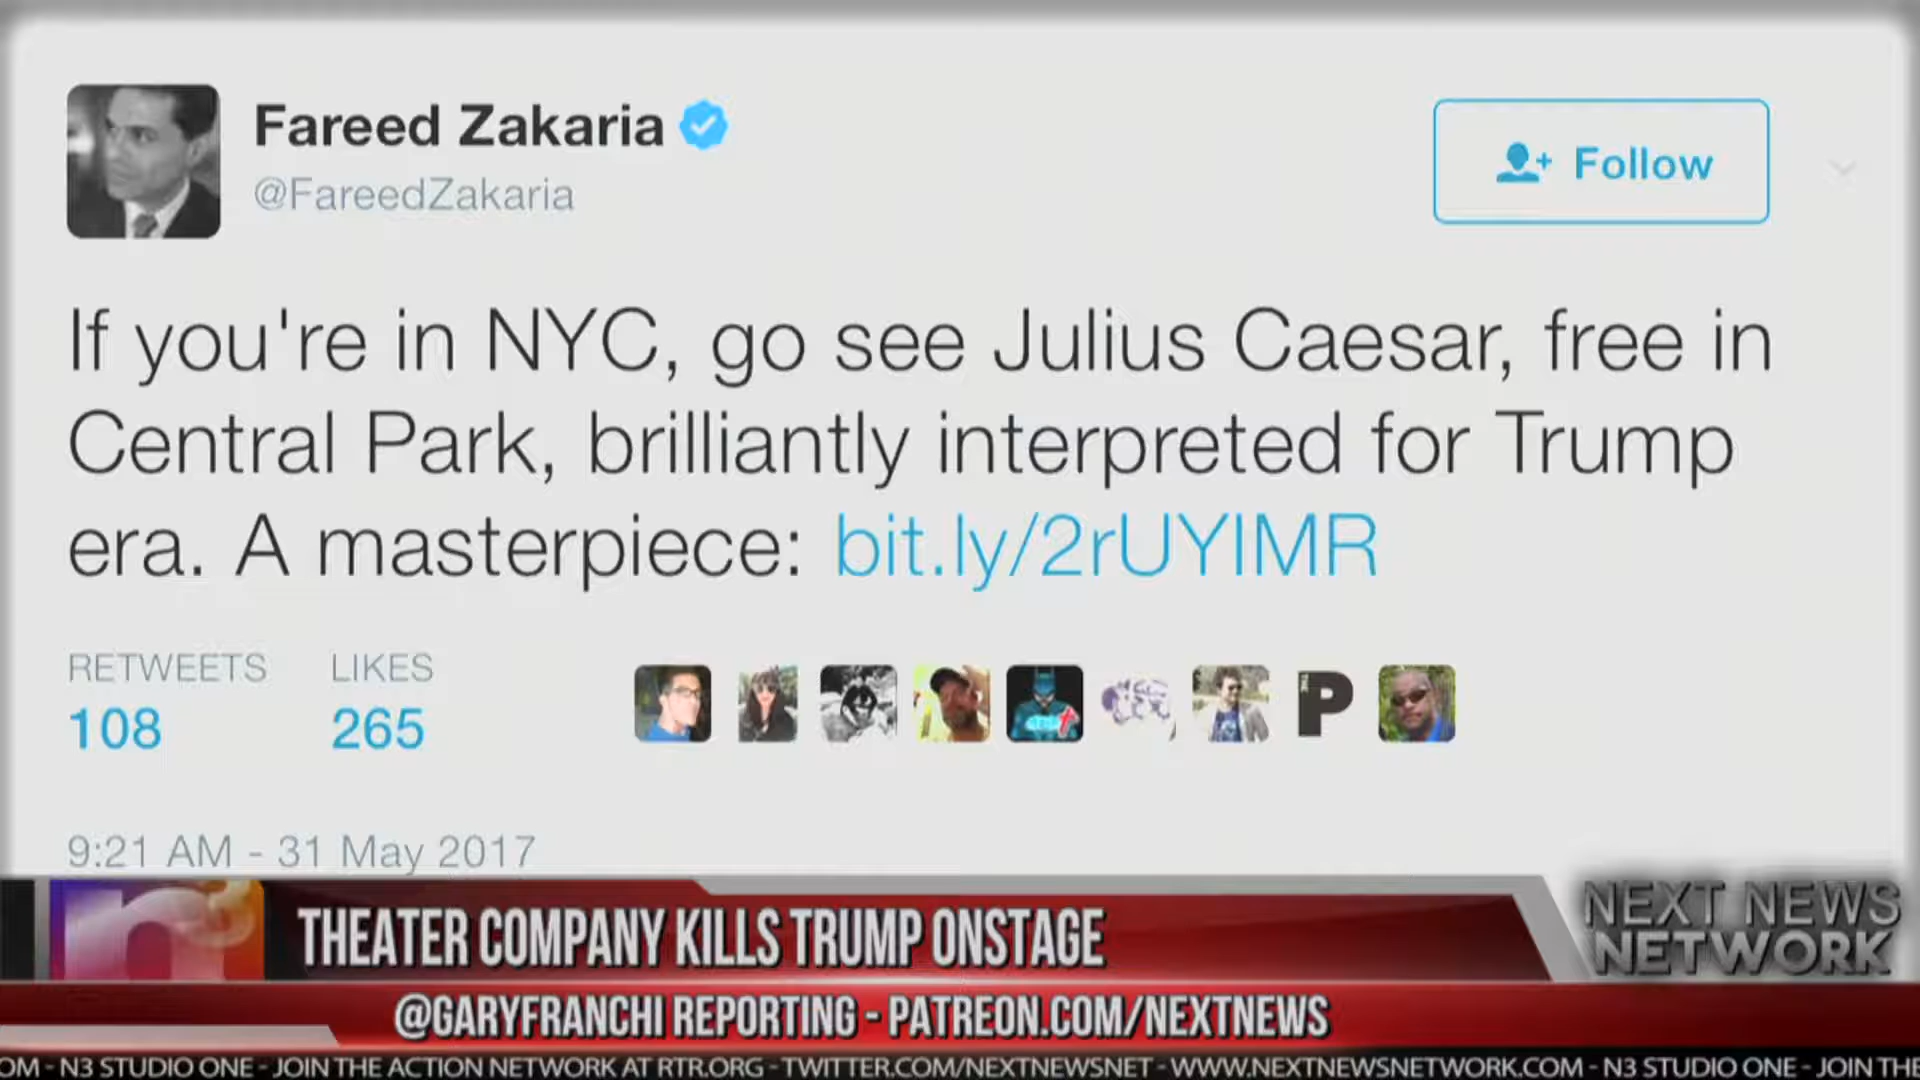 Fareed Zakaria
@FareedZakaria
Follow
If you're in NYC, go see Julius Caesar, free in
Central Park, brilliantly interpreted for Trump
era. A masterpiece: bit.ly/2rUYIMR
RETWEETS LIKES
108 265
THE P
9:21 AM - 31 May 2017
n3
THEATER COMPANY KILLS TRUMP ONSTAGE
NEXT NEWS
NETWORK
@GARYFRANCHI REPORTING - PATREON.COM/NEXTNEWS
OM - N3 STUDIO ONE - JOIN THE ACTION NETWORK AT RTR.ORG - TWITTER.COM/NEXTNEWSNET - WWW.NEXTNEWSNETWORK.COM - N3 STUDIO ONE - JOIN THE